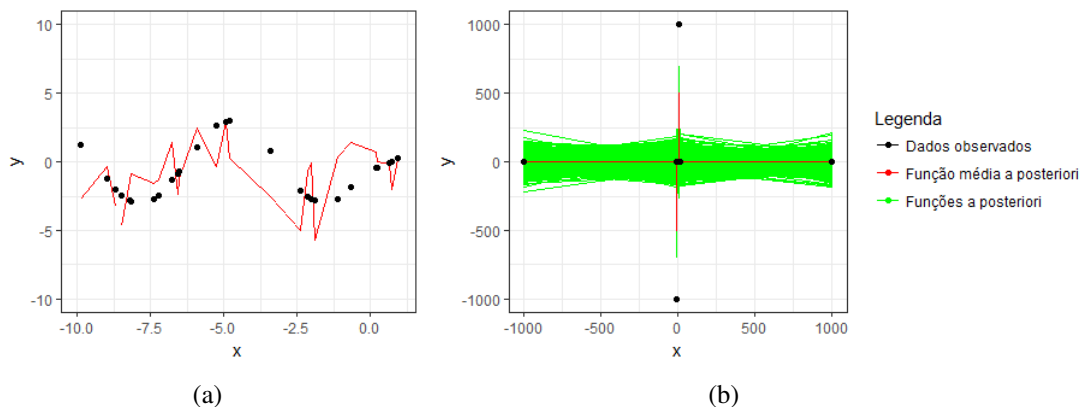 10
5
0
-5
-10
y
-10.0
-7.5
-5.0
-2.5
0.0
x
(a)
1000
500
0
-500
-1000
y
-1000
-500
0
500
1000
x
(b)
Legenda
Dados observados
Função média a posteriori
Funções a posteriori